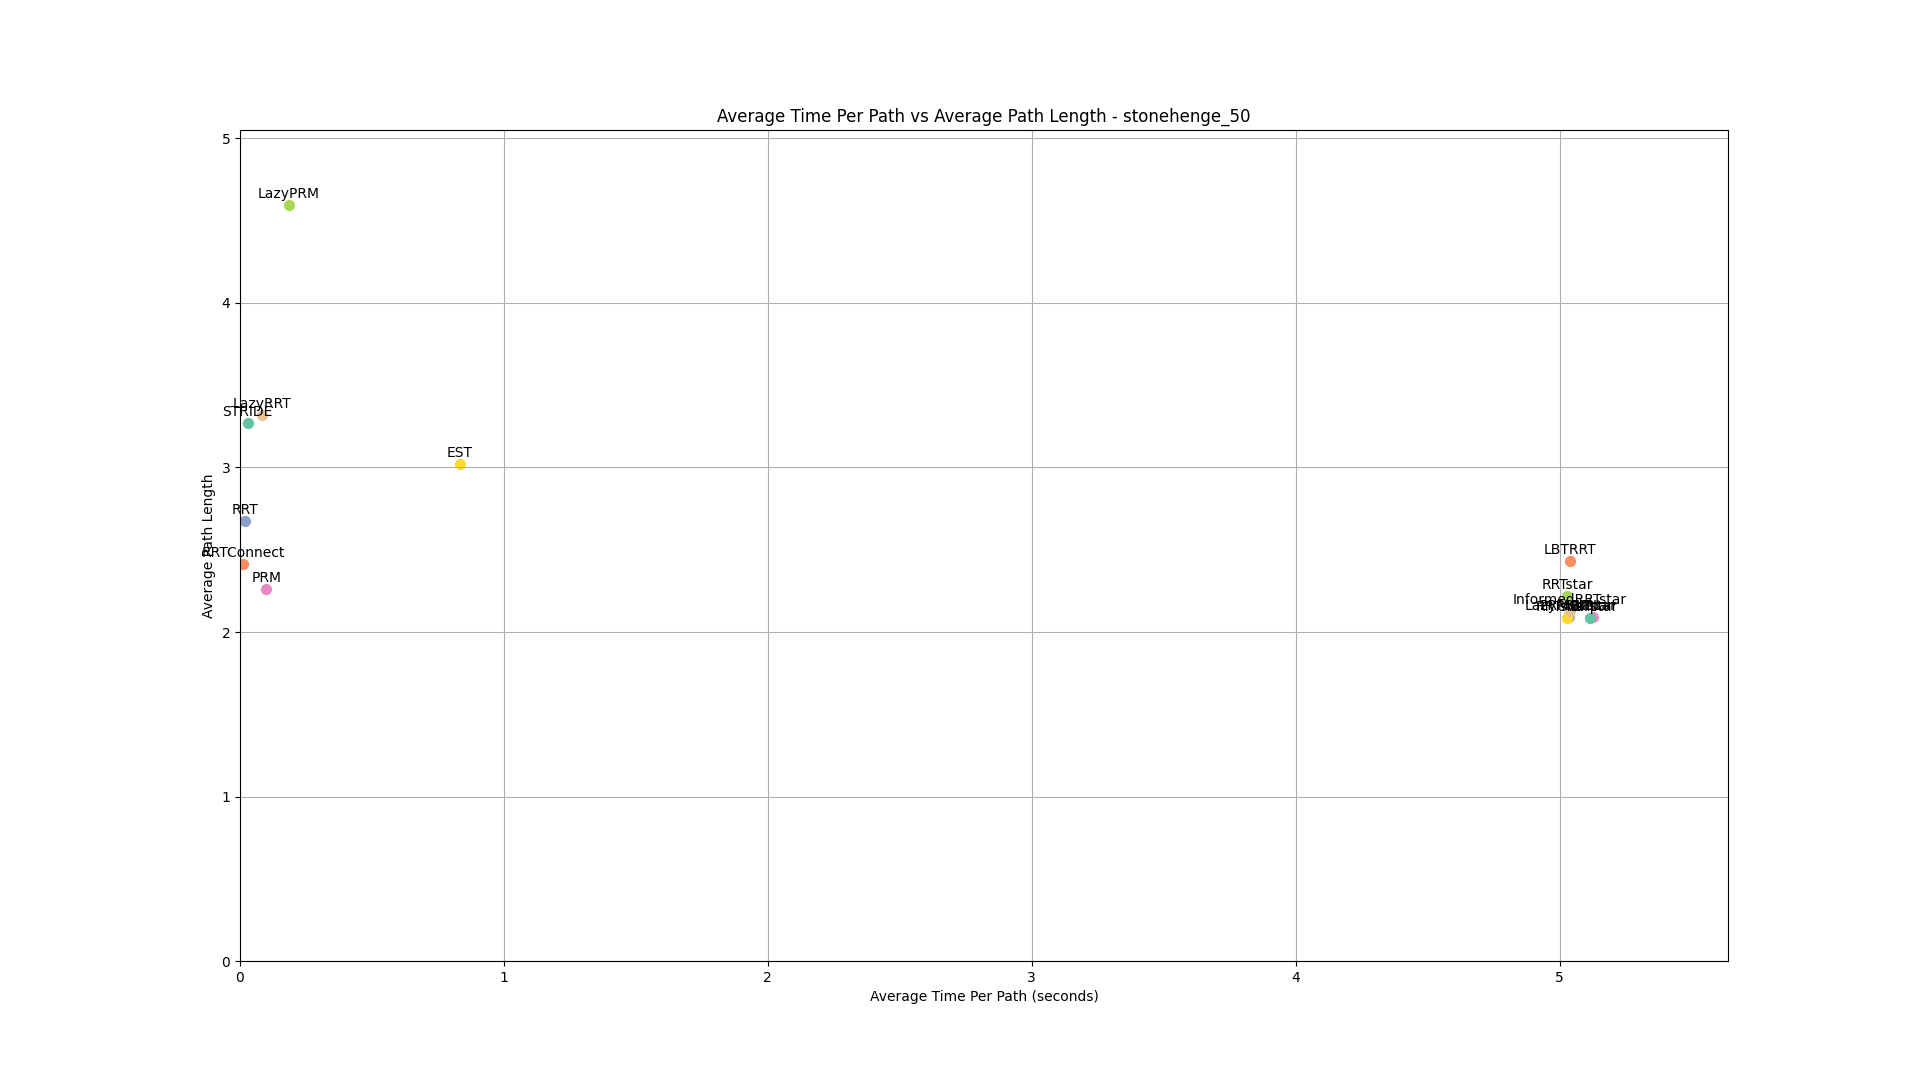 Average Time Per Path vs Average Path Length - stonehenge_50
5
LazyPRM
4
LazyRRT
STRIDE
EST
3
RRT
Average Path Length
RRTConnect
LBTRRT
PRM
RRTstar
InformedRRTstar
2
1
0
0 1 2 3 4 5
Average Time Per Path (seconds)